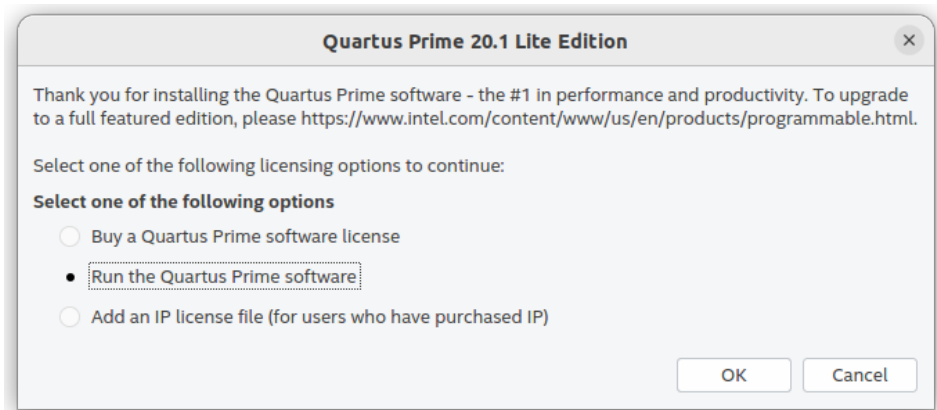 Quartus Prime 20.1 Lite Edition
Thank you for installing the Quartus Prime software - the #1 in performance and productivity. To upgrade
to a full featured edition, please https://www.intel.com/content/www/us/en/products/programmable.html.
Select one of the following licensing options to continue:
Select one of the following options
Buy a Quartus Prime software license
Run the Quartus Prime software
Add an IP license file (for users who have purchased IP)
OK Cancel